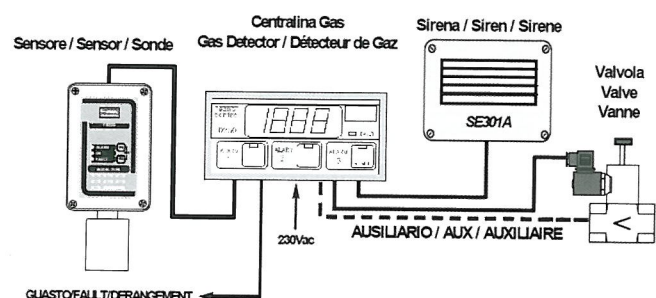 Centralina Gas
Gas Detector / Détecteur de Gaz
Sensore / Sensor / Sonde
Sirena / Siren / Sirene
Valvola
Valve
Vanne
1888
SE301A
230Vac
AUSILIARIO / AUX / AUXILIAIRE
GUASTO/FAULT/DERANGEMENT